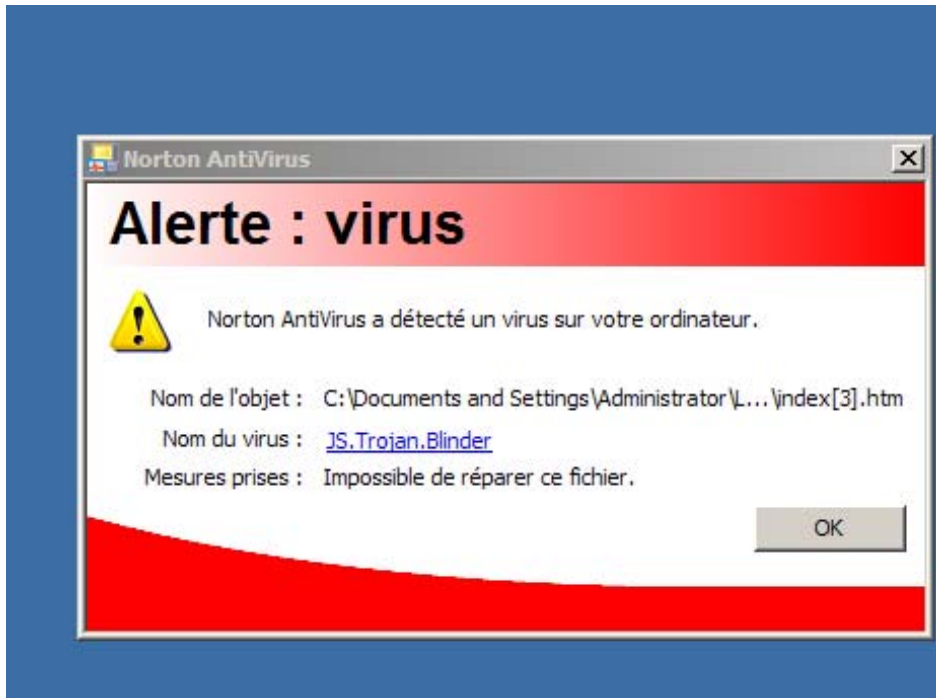 Norton AntiVirus
Alerte : virus
Norton AntiVirus a détecté un virus sur votre ordinateur.
Nom de l'objet : C:\Documents and Settings\Administrator\L...\index[3].htm
Nom du virus : JS.Trojan.Blinder
Mesures prises : Impossible de réparer ce fichier.
OK